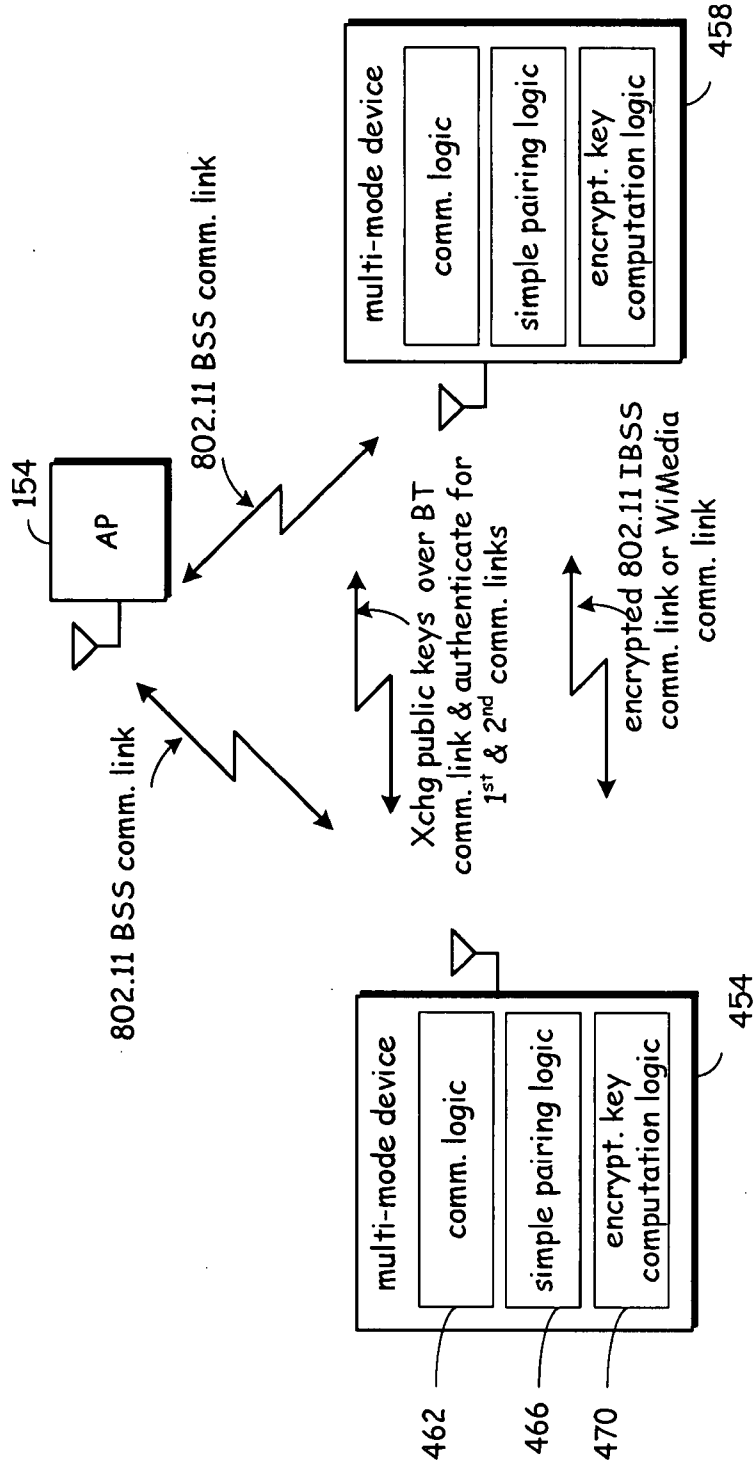 154
AP
802.11 BSS comm. link
802.11 BSS comm. link
multi-mode device
comm. logic
simple pairing logic
encrypt. key
computation logic
462
466
470
454
Xchg public keys over BT
comm. link & authenticate for
1st & 2nd comm. links
encrypted 802.11 IBSS
comm. link or WiMedia
comm. link
multi-mode device
comm. logic
simple pairing logic
encrypt. key
computation logic
458